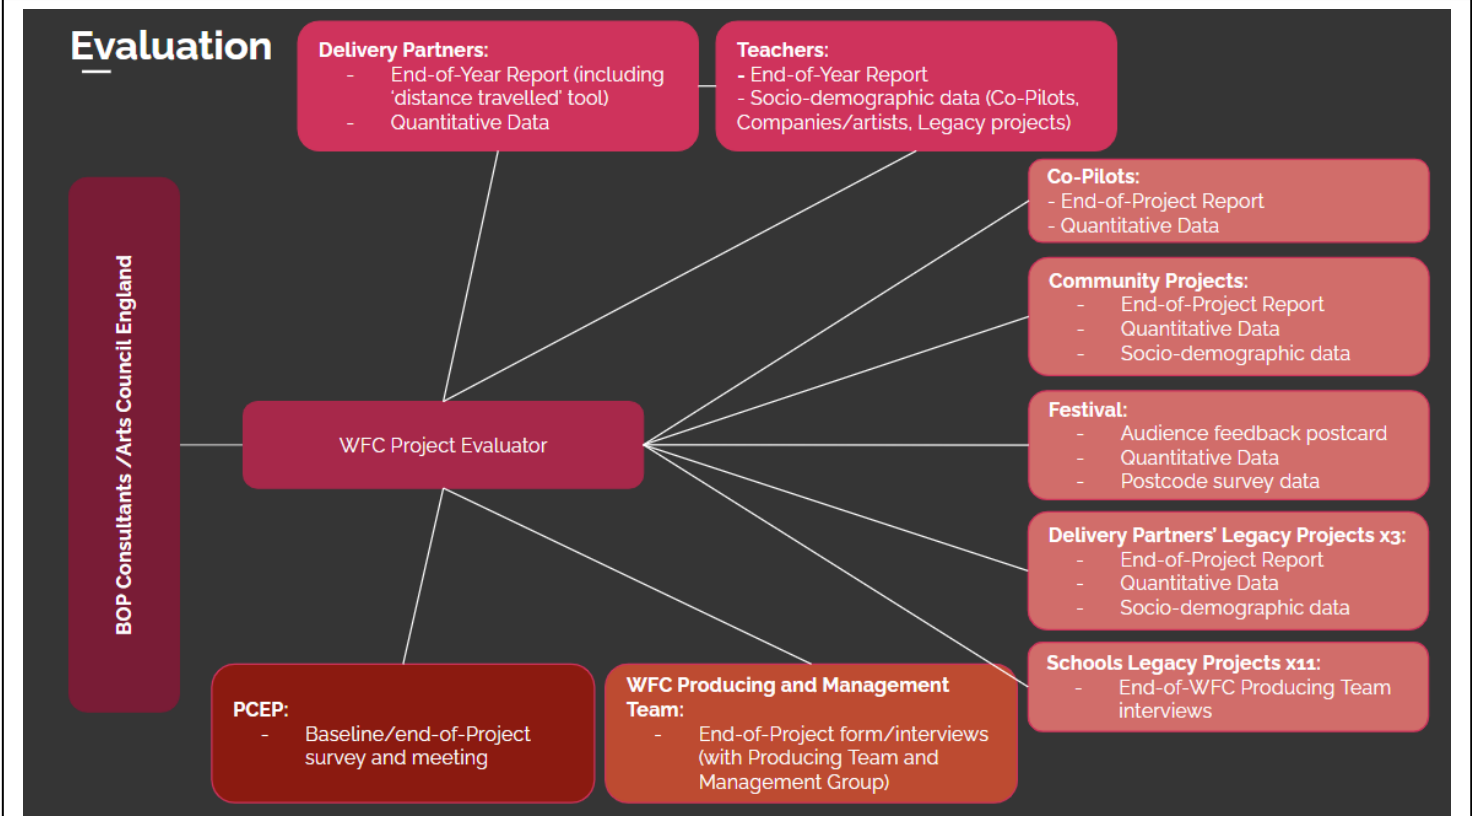 Evaluation
Delivery Partners:
- End-of-Year Report (including
‘distance travelled’ tool)
- Quantitative Data
Teachers:
- End-of-Year Report
- Socio-demographic data (Co-Pilots,
Companies/artists, Legacy projects)
Co-Pilots:
- End-of-Project Report
- Quantitative Data
Community Projects:
- End-of-Project Report
- Quantitative Data
- Socio-demographic data
BOP Consultants /Arts Council England
WFC Project Evaluator
Festival:
- Audience feedback postcard
- Quantitative Data
- Postcode survey data
Delivery Partners’ Legacy Projects x3:
- End-of-Project Report
- Quantitative Data
- Socio-demographic data
Schools Legacy Projects x11:
- End-of-WFC Producing Team
interviews
PCEP:
- Baseline/end-of-Project
survey and meeting
WFC Producing and Management
Team:
- End-of-Project form/interviews
(with Producing Team and
Management Group)